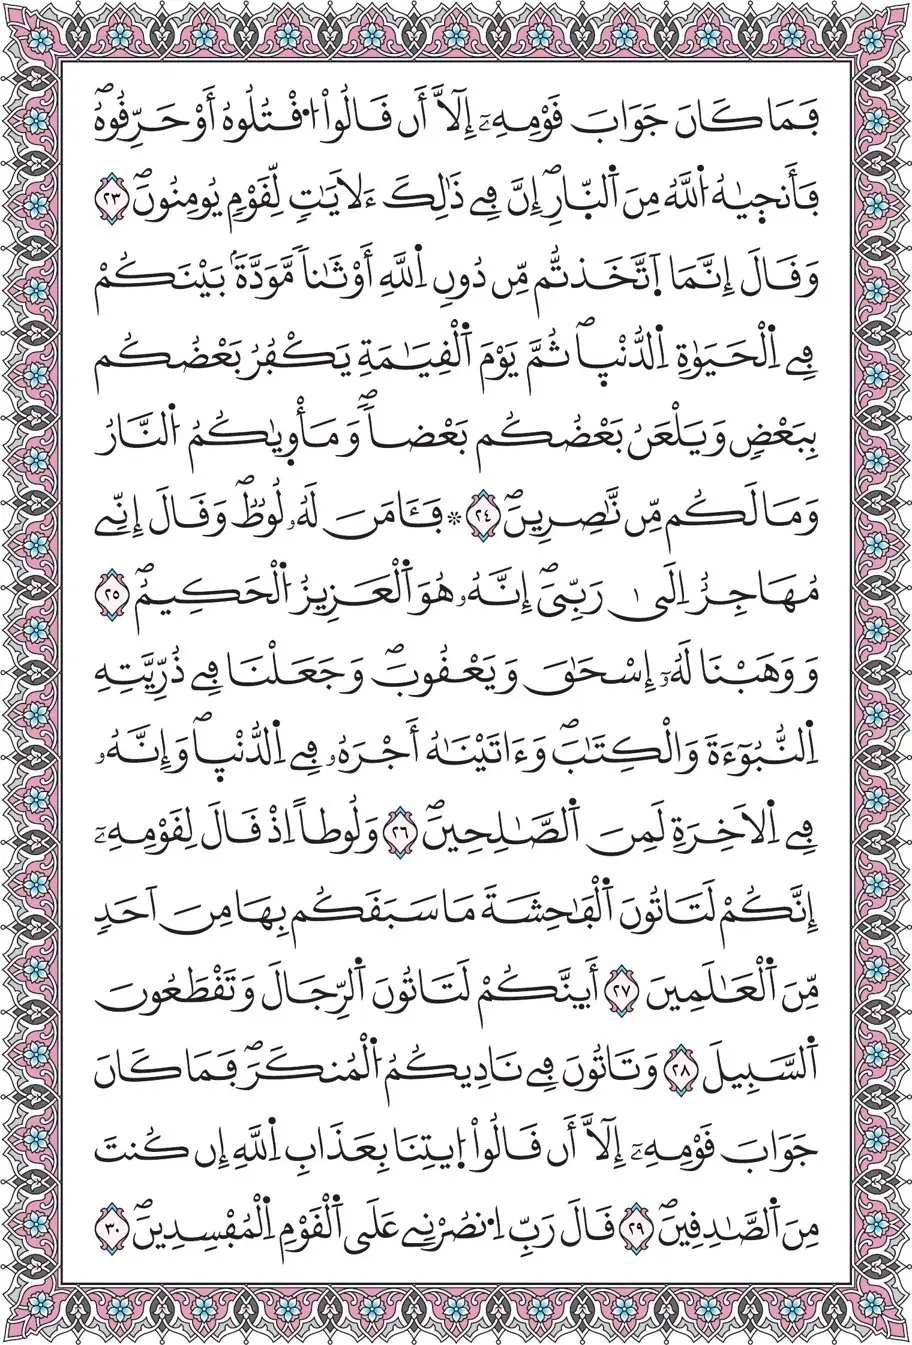 فَمَا كَانَ جَوَابَ قَوْمِهِۦٓ إِلَّآ أَن قَالُواْ اُ۟قْتُلُوهُ أَوْ حَرِّقُوهُۖ
فَأَنج۪يٰهُ اُ۬للَّهُ مِنَ اَ۬لنّ۪ارِۖ إِنَّ فِے ذَٰلِكَ ءَلَايَٰتٖ لِّقَوْمٖ يُومِنُونَۖ ٢٣
وَقَالَ إِنَّمَا اَ۪تَّخَذتُّم مِّن دُونِ اِ۬للَّهِ أَوْثَٰناٗ مَّوَدَّةَۢ بَيْنَكُمْ
فِے اِ۬لْحَيَوٰةِ اِ۬لدُّنْي۪اۖ ثُمَّ يَوْمَ اَ۬لْقِيَٰمَةِ يَكْفُرُ بَعْضُكُم
بِبَعْضٖ وَيَلْعَنُ بَعْضُكُم بَعْضاٗۖ وَمَأْو۪يٰكُمُ اُ۬لنَّارُ
وَمَا لَكُم مِّن نَّٰصِرِينَۖ ٢٤ ۞ فَـَٔامَنَ لَهُۥ لُوطٞۖ وَقَالَ إِنِّے
مُهَاجِرٌ اِلَىٰ رَبِّيَۖ إِنَّهُۥ هُوَ اَ۬لْعَزِيزُ اُ۬لْحَكِيمُۖ ٢٥
وَوَهَبْنَا لَهُۥٓ إِسْحَٰقَ وَيَعْقُوبَۖ وَجَعَلْنَا فِے ذُرِّيَّتِهِ
اِ۬لنُّبُوٓءَةَ وَالْكِتَٰبَۖ وَءَاتَيْنَٰهُ أَجْرَهُۥ فِے اِ۬لدُّنْي۪اۖ وَإِنَّهُۥ
فِے اِ۬لَاخِرَةِ لَمِنَ اَ۬لصَّٰلِحِينَۖ ٢٦ وَلُوطاً اِذْ قَالَ لِقَوْمِهِۦٓ
إِنَّكُمْ لَتَاتُونَ اَ۬لْفَٰحِشَةَ مَا سَبَقَكُم بِهَا مِنَ اَحَدٖ
مِّنَ اَ۬لْعَٰلَمِينَ ٢٧ أَي۪نَّكُمْ لَتَاتُونَ اَ۬لرِّجَالَ وَتَقْطَعُونَ
اَ۬لسَّبِيلَ ٢٨ وَتَاتُونَ فِے نَادِيكُمُ اُ۬لْمُنكَرَۖ فَمَا كَانَ
جَوَابَ قَوْمِهِۦٓ إِلَّآ أَن قَالُواْ اُ۪يتِنَا بِعَذَابِ اِ۬للَّهِ إِن كُنتَ
مِنَ اَ۬لصَّٰدِقِينَۖ ٢٩ قَالَ رَبِّ اِ۟نصُرْنِے عَلَى اَ۬لْقَوْمِ اِ۬لْمُفْسِدِينَۖ ٣٠